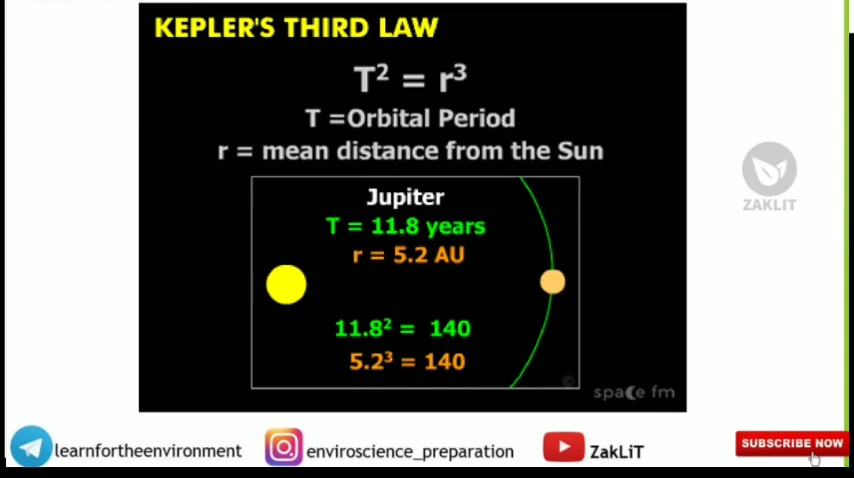 KEPLER'S THIRD LAW
T² = r³
T =Orbital Period
r = mean distance from the Sun
Jupiter
T = 11.8 years
r = 5.2 AU
11.8² = 140
5.2³ = 140
©
space fm
ZAKLIT
learnfortheenvironment
enviroscience_preparation
ZakLiT
SUBSCRIBE NOW